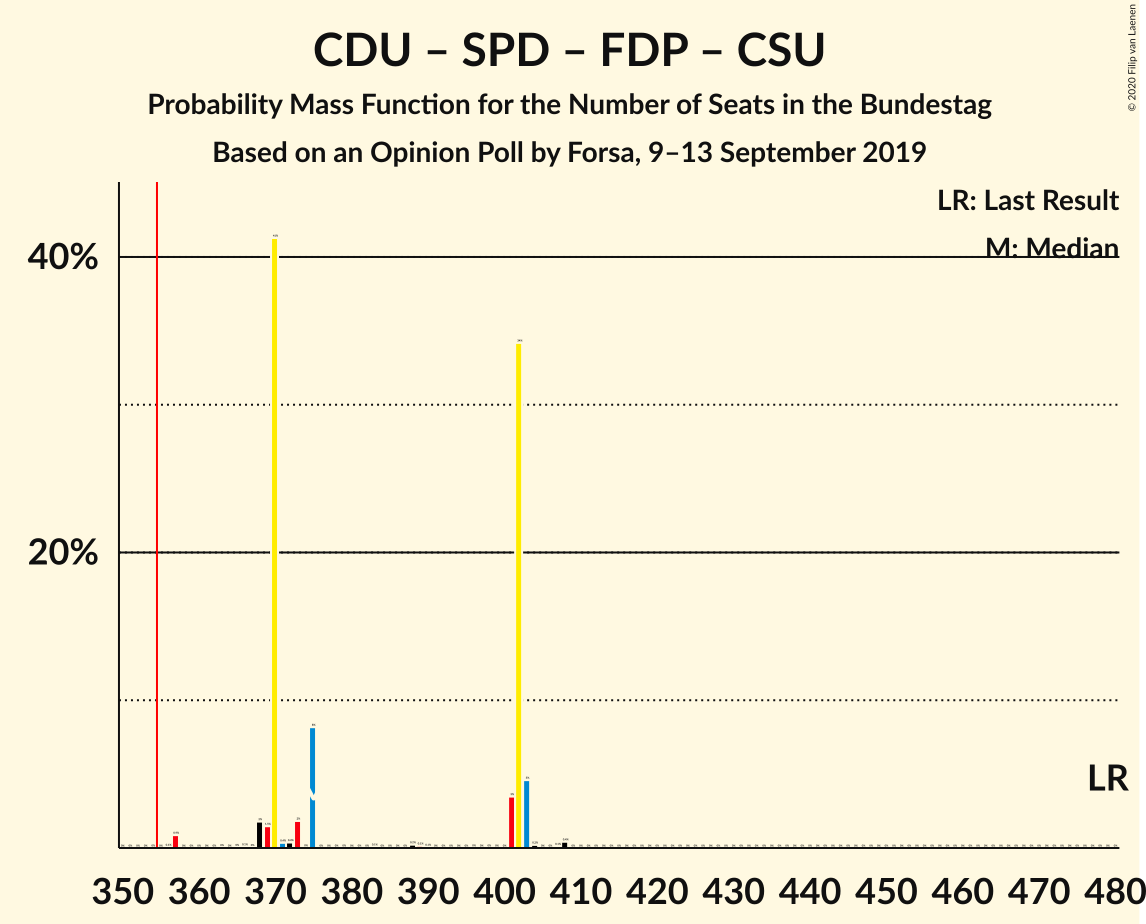 CDU – SPD – FDP – CSU
Probability Mass Function for the Number of Seats in the Bundestag
Based on an Opinion Poll by Forsa, 9–13 September 2019
© 2020 Filip van Laenen
LR: Last Result
M: Median
40%
20%
LR
350 360 370 380 390 400 410 420 430 440 450 460 470 480